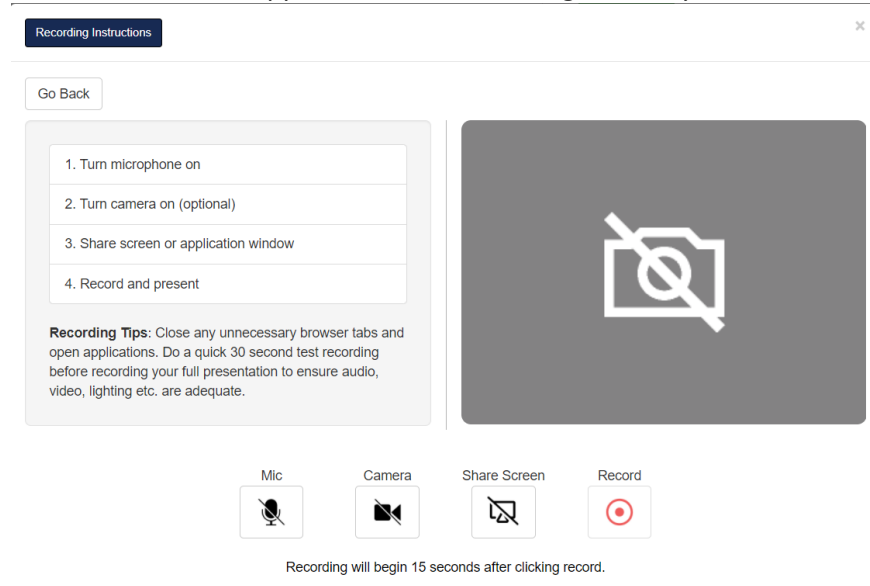 Recording Instructions
×
Go Back
1. Turn microphone on
2. Turn camera on (optional)
3. Share screen or application window
4. Record and present
Recording Tips: Close any unnecessary browser tabs and
open applications. Do a quick 30 second test recording
before recording your full presentation to ensure audio,
video, lighting etc. are adequate.
Mic Camera Share Screen Record
Recording will begin 15 seconds after clicking record.